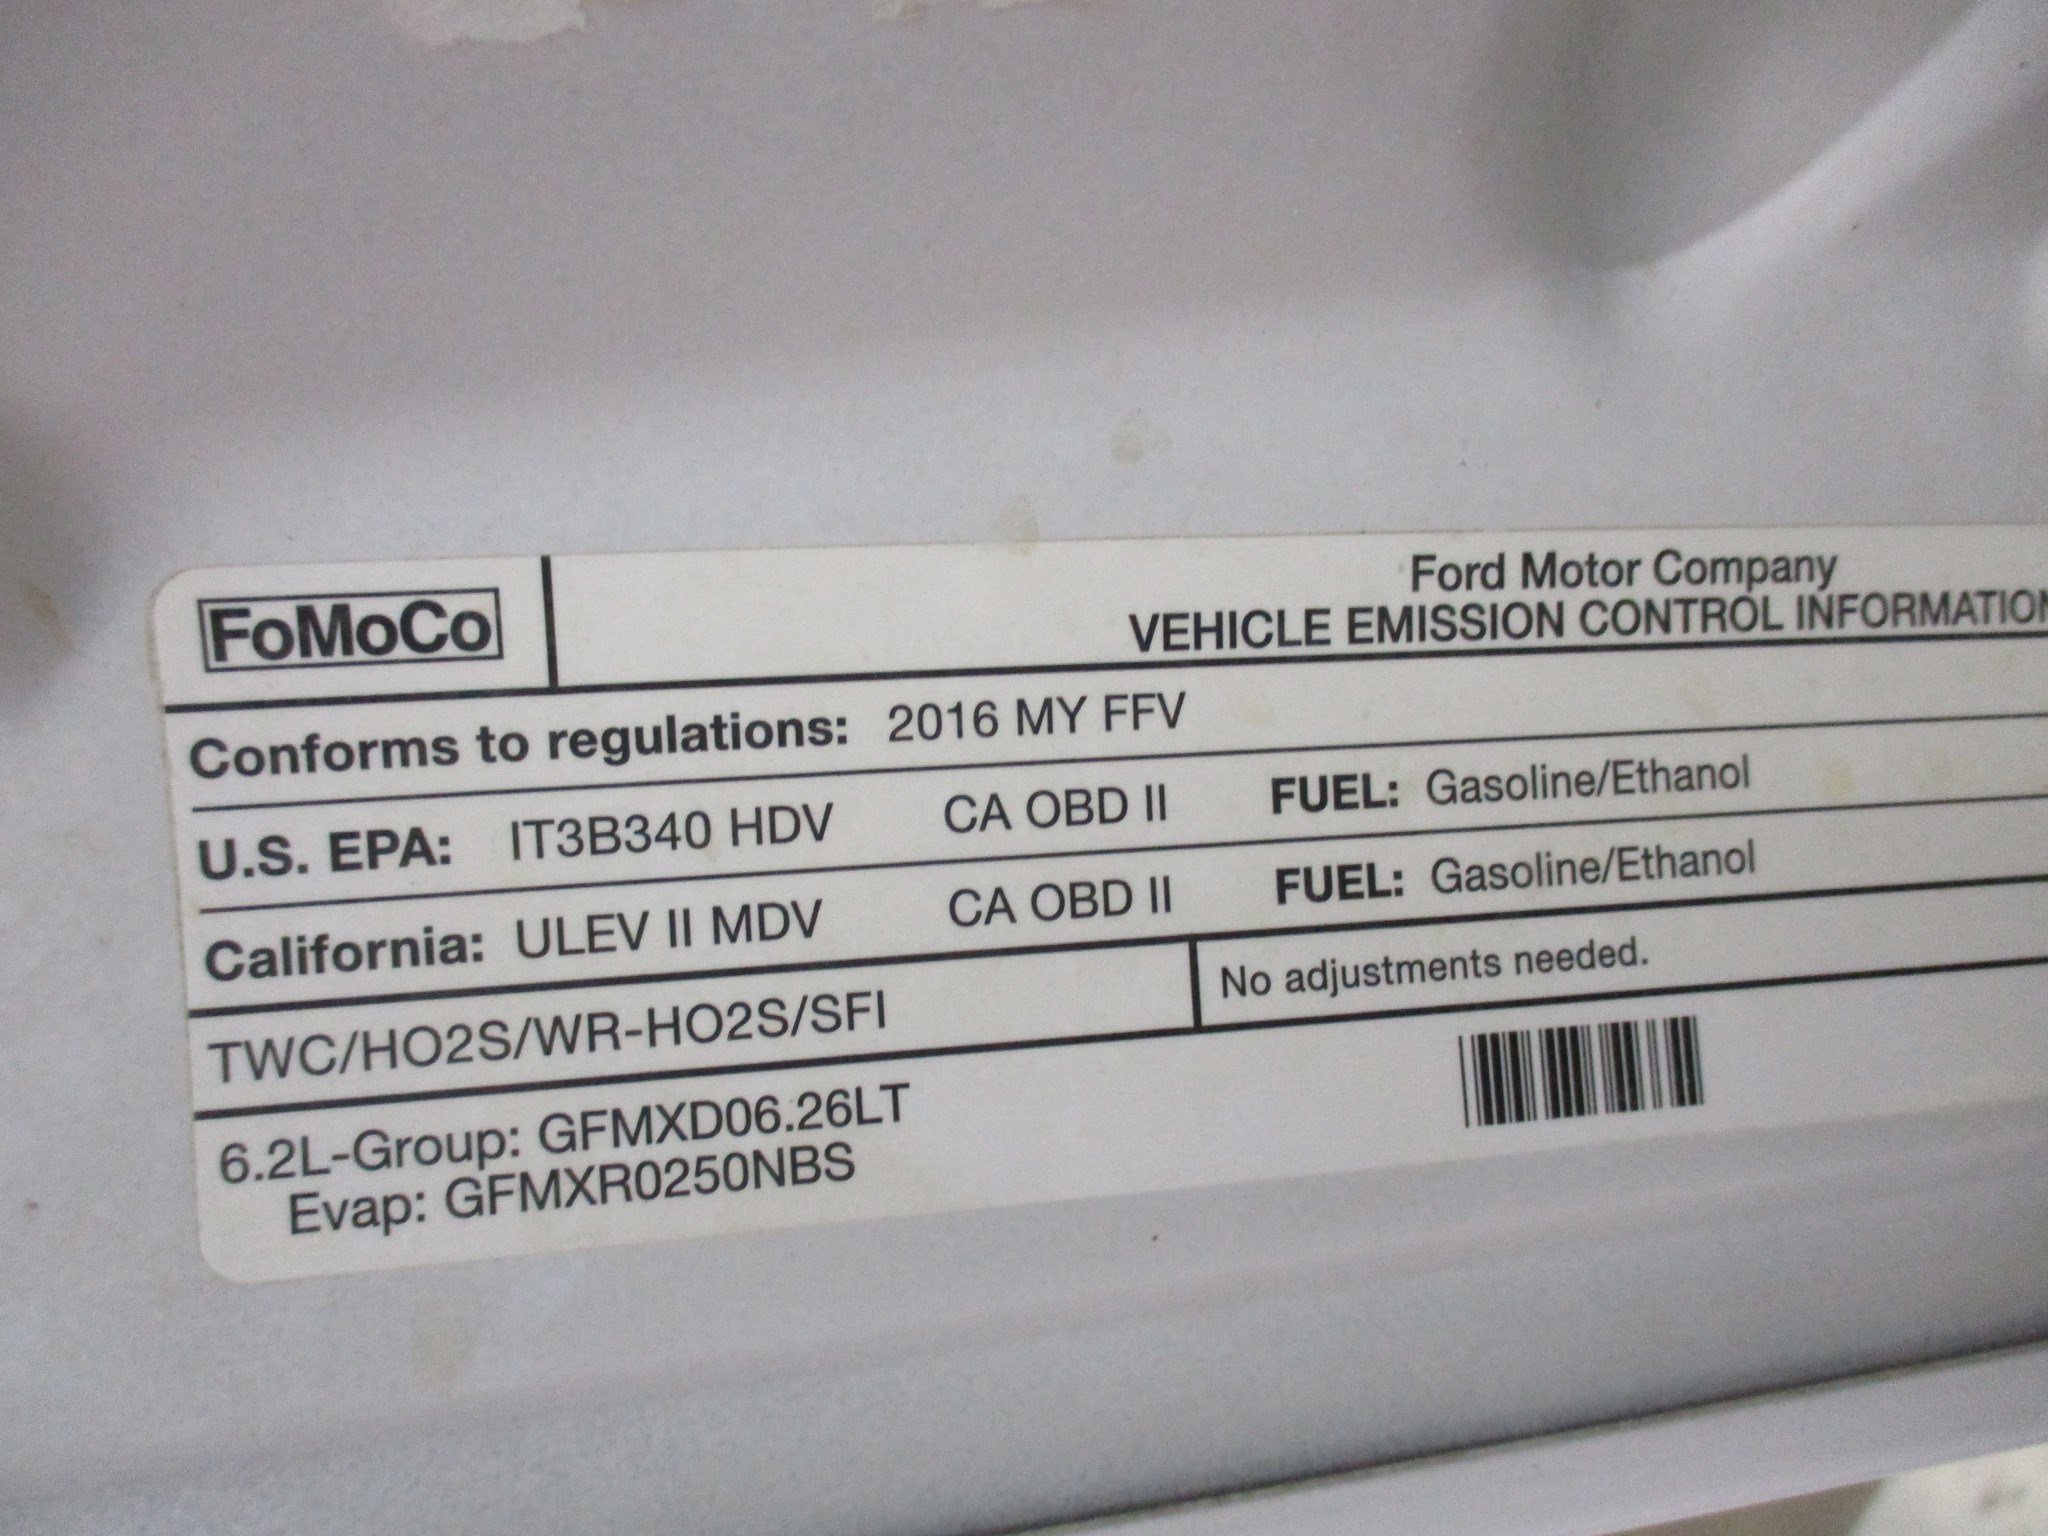 FoMoCo
Ford Motor Company
VEHICLE EMISSION CONTROL INFORMATION
Conforms to regulations: 2016 MY FFV
U.S. EPA: IT3B340 HDV CA OBD II FUEL: Gasoline/Ethanol
California: ULEV II MDV CA OBD II FUEL: Gasoline/Ethanol
TWC/HO2S/WR-HO2S/SFI
No adjustments needed.
6.2L-Group: GFMXD06.26LT
Evap: GFMXR0250NBS